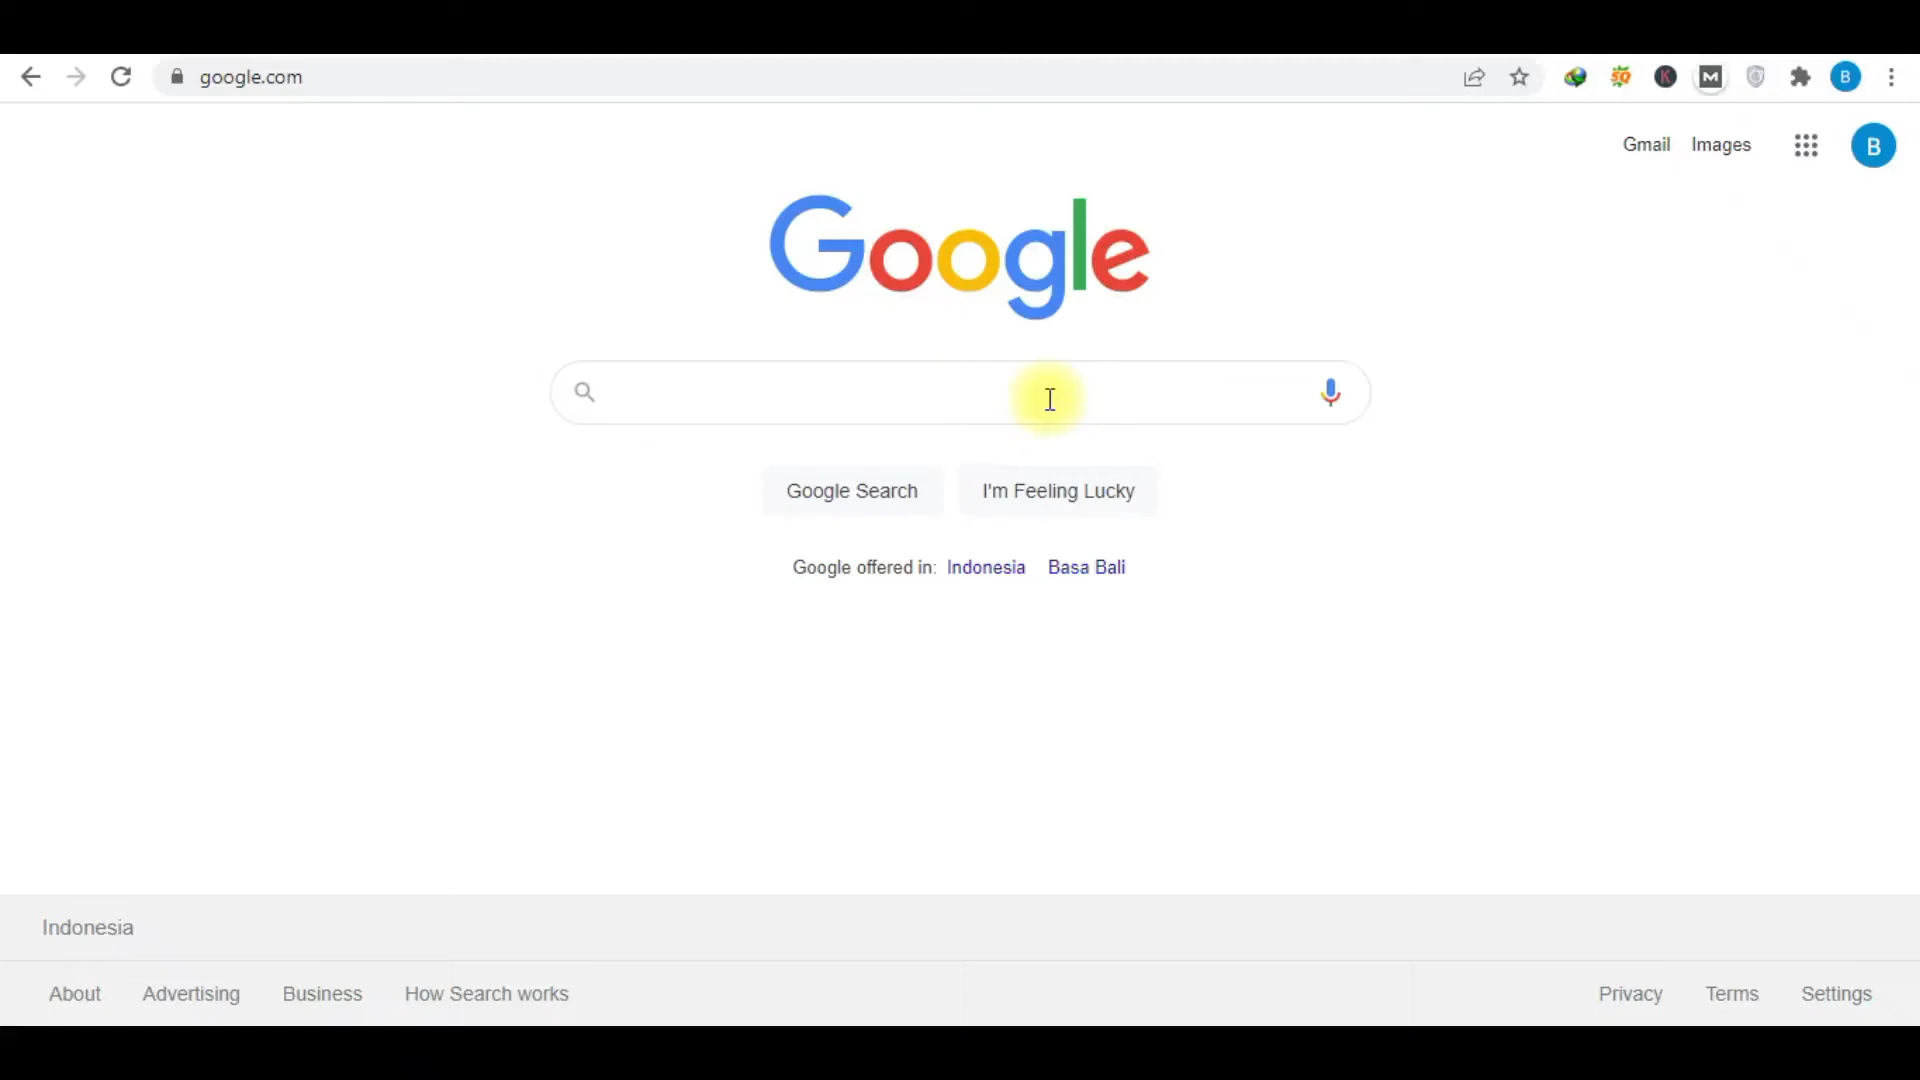 google.com
SQ
K
M
B
Gmail Images
B
Google
Google Search I'm Feeling Lucky
Google offered in: Indonesia Basa Bali
Indonesia
About Advertising Business How Search works Privacy Terms Settings